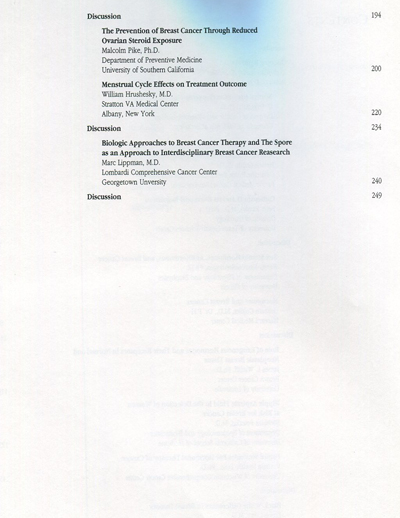 Discussion 194
The Prevention of Breast Cancer Through Reduced
Ovarian Steroid Exposure
Malcolm Pike, Ph.D.
Department of Preventive Medicine
University of Southern California 200
Menstrual Cycle Effects on Treatment Outcome
William Hrushesky, M.D.
Stratton VA Medical Center
Albany, New York 220
Discussion 234
Biologic Approaches to Breast Cancer Therapy and The Spore
as an Approach to Interdisciplinary Breast Cancer Reasearch
Marc Lippman, M.D.
Lombardi Comprehensive Cancer Center
Georgetown Unversity 240
Discussion 249